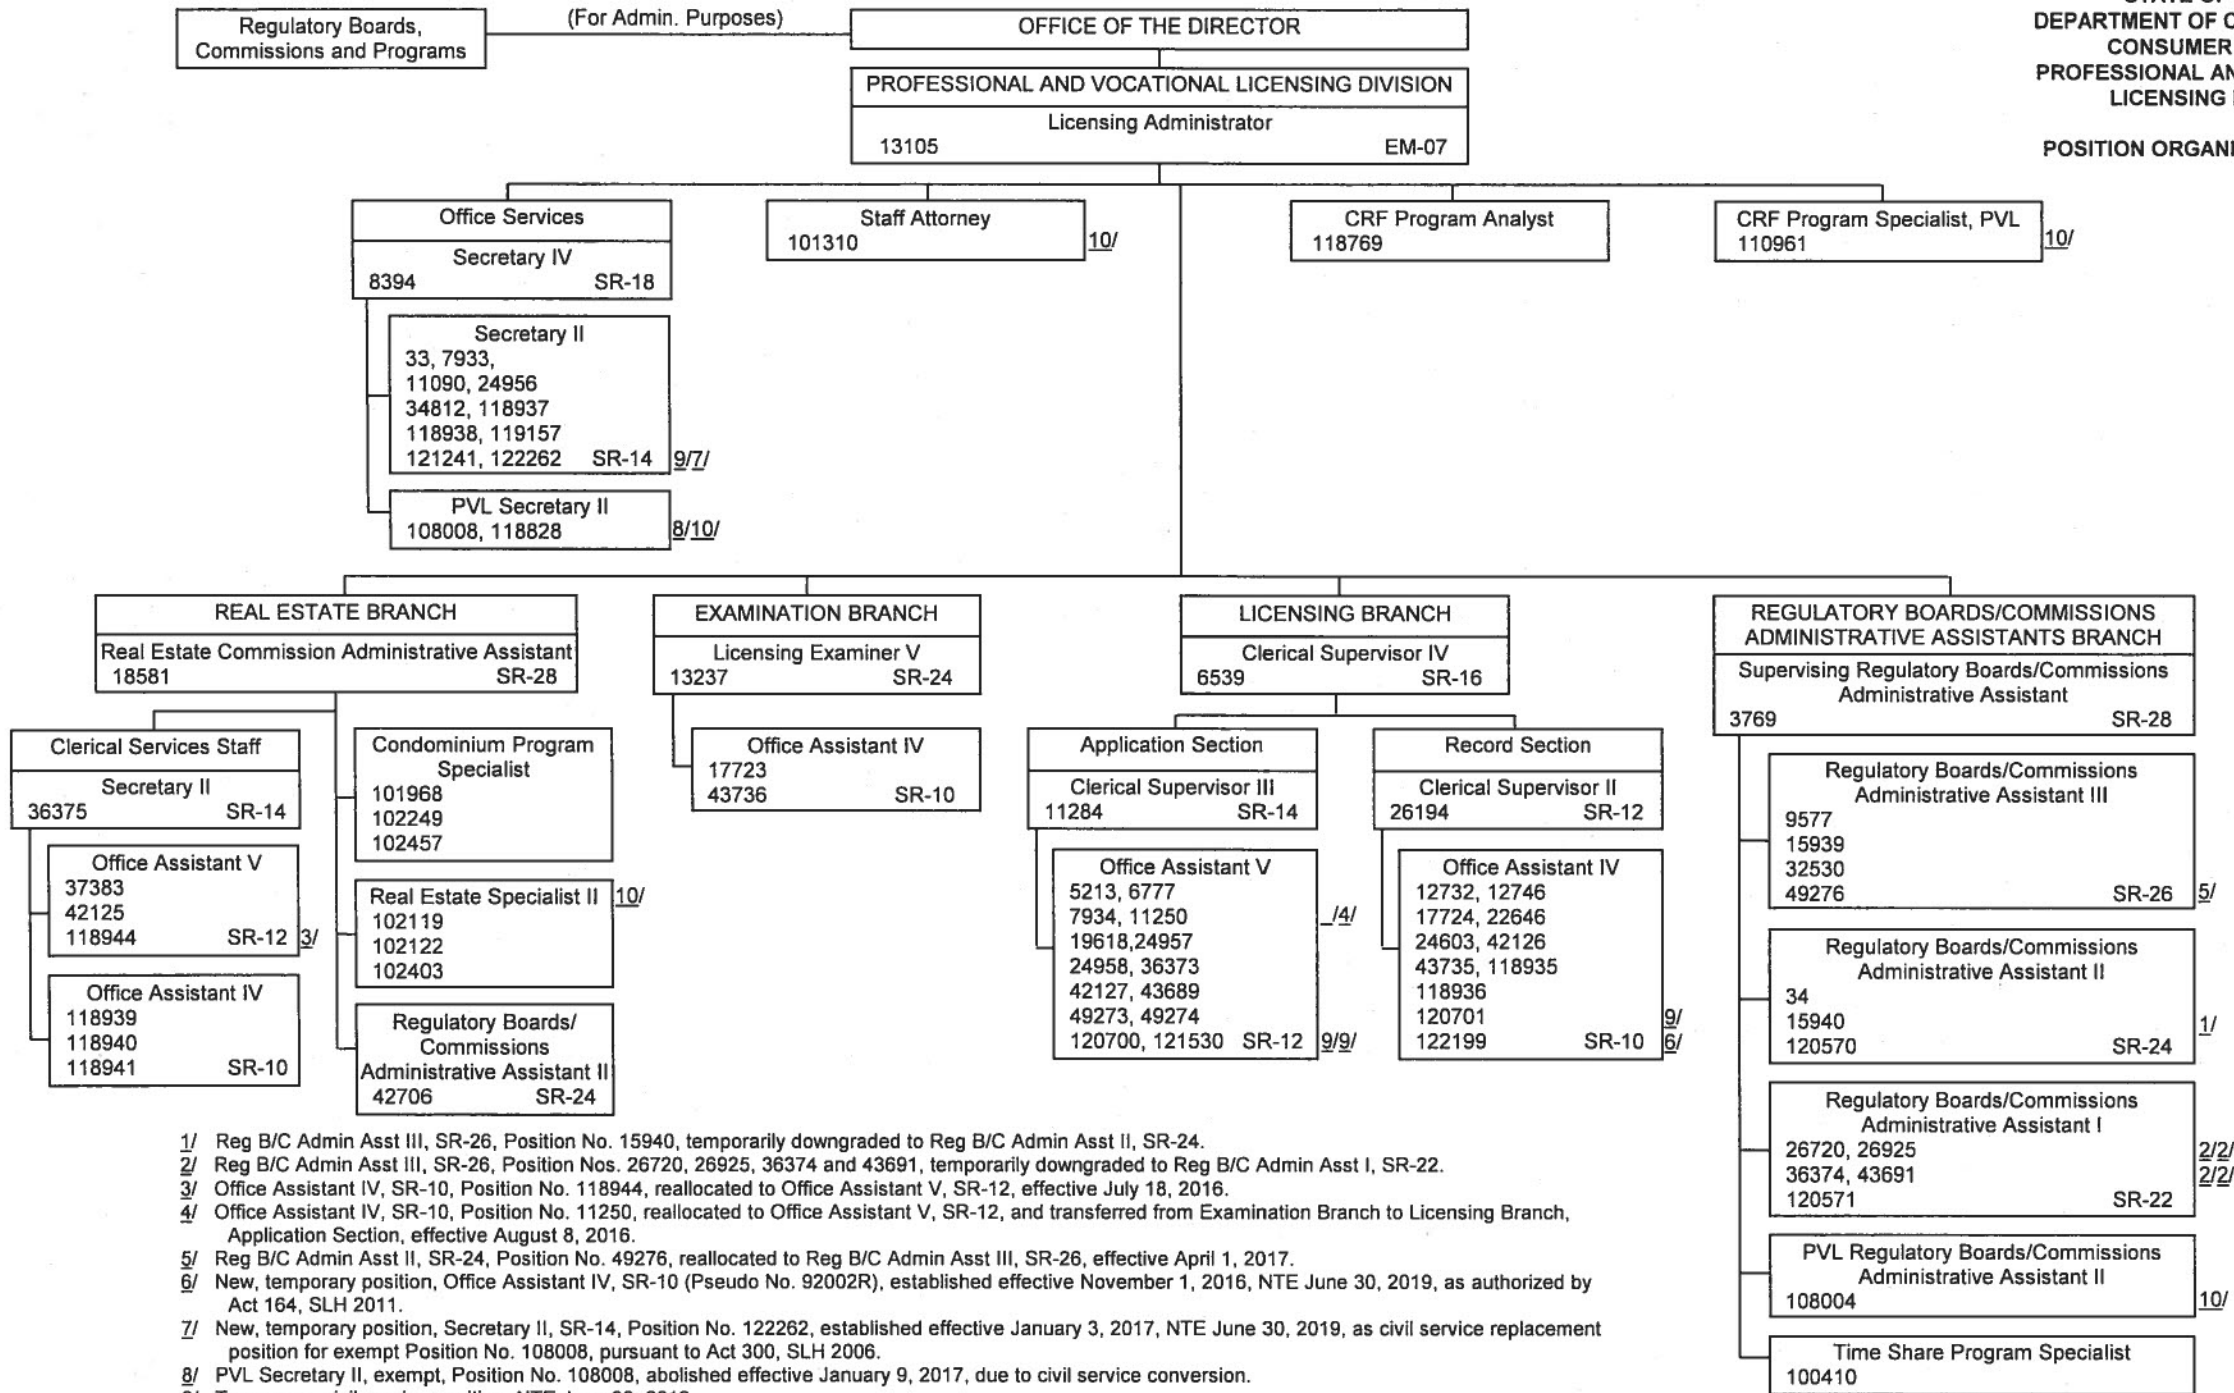 Regulatory Boards,
Commissions and Programs
(For Admin. Purposes)
OFFICE OF THE DIRECTOR
DEPARTMENT OF C
CONSUMER
PROFESSIONAL AN
LICENSING
POSITION ORGANI
PROFESSIONAL AND VOCATIONAL LICENSING DIVISION
Licensing Administrator
13105 EM-07
Office Services
Secretary IV
8394 SR-18
Staff Attorney
101310 10/
CRF Program Analyst
118769
CRF Program Specialist, PVL
110961 10/
Secretary II
33, 7933,
11090, 24956
34812, 118937
118938, 119157
121241, 122262 SR-14 9/7/
PVL Secretary II
108008, 118828 8/10/
REAL ESTATE BRANCH
Real Estate Commission Administrative Assistant
18581 SR-28
Clerical Services Staff
Secretary II
36375 SR-14
Office Assistant V
37383
42125
118944 SR-12 3/
Office Assistant IV
118939
118940
118941 SR-10
Condominium Program
Specialist
101968
102249
102457
Real Estate Specialist II 10/
102119
102122
102403
Regulatory Boards/
Commissions
Administrative Assistant II
42706 SR-24
EXAMINATION BRANCH
Licensing Examiner V
13237 SR-24
Office Assistant IV
17723
43736 SR-10
LICENSING BRANCH
Clerical Supervisor IV
6539 SR-16
Application Section
Clerical Supervisor III
11284 SR-14
Office Assistant V
5213, 6777
7934, 11250 _/4/
19618,24957
24958, 36373
42127, 43689
49273, 49274
120700, 121530 SR-12 9/9/
Record Section
Clerical Supervisor II
26194 SR-12
Office Assistant IV
12732, 12746
17724, 22646
24603, 42126
43735, 118935
118936
120701 9/
122199 SR-10 6/
REGULATORY BOARDS/COMMISSIONS
ADMINISTRATIVE ASSISTANTS BRANCH
Supervising Regulatory Boards/Commissions
Administrative Assistant
3769 SR-28
Regulatory Boards/Commissions
Administrative Assistant III
9577
15939
32530
49276 SR-26 5/
Regulatory Boards/Commissions
Administrative Assistant II
34
15940 1/
120570 SR-24
Regulatory Boards/Commissions
Administrative Assistant I
26720, 26925 2/2/
36374, 43691 2/2/
120571 SR-22
PVL Regulatory Boards/Commissions
Administrative Assistant II
108004 10/
Time Share Program Specialist
100410
1/ Reg B/C Admin Asst III, SR-26, Position No. 15940, temporarily downgraded to Reg B/C Admin Asst II, SR-24.
2/ Reg B/C Admin Asst III, SR-26, Position Nos. 26720, 26925, 36374 and 43691, temporarily downgraded to Reg B/C Admin Asst I, SR-22.
3/ Office Assistant IV, SR-10, Position No. 118944, reallocated to Office Assistant V, SR-12, effective July 18, 2016.
4/ Office Assistant IV, SR-10, Position No. 11250, reallocated to Office Assistant V, SR-12, and transferred from Examination Branch to Licensing Branch,
Application Section, effective August 8, 2016.
5/ Reg B/C Admin Asst II, SR-24, Position No. 49276, reallocated to Reg B/C Admin Asst III, SR-26, effective April 1, 2017.
6/ New, temporary position, Office Assistant IV, SR-10 (Pseudo No. 92002R), established effective November 1, 2016, NTE June 30, 2019, as authorized by
Act 164, SLH 2011.
7/ New, temporary position, Secretary II, SR-14, Position No. 122262, established effective January 3, 2017, NTE June 30, 2019, as civil service replacement
position for exempt Position No. 108008, pursuant to Act 300, SLH 2006.
8/ PVL Secretary II, exempt, Position No. 108008, abolished effective January 9, 2017, due to civil service conversion.